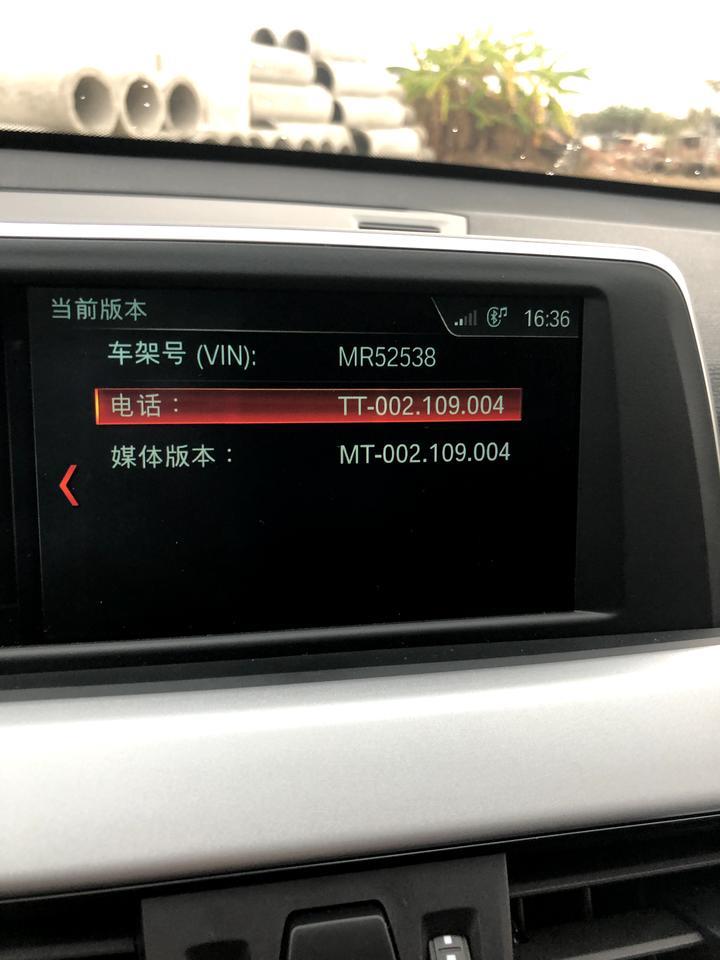 当前版本
16:36
车架号 (VIN): MR52538
电话： TT-002.109.004
媒体版本： MT-002.109.004